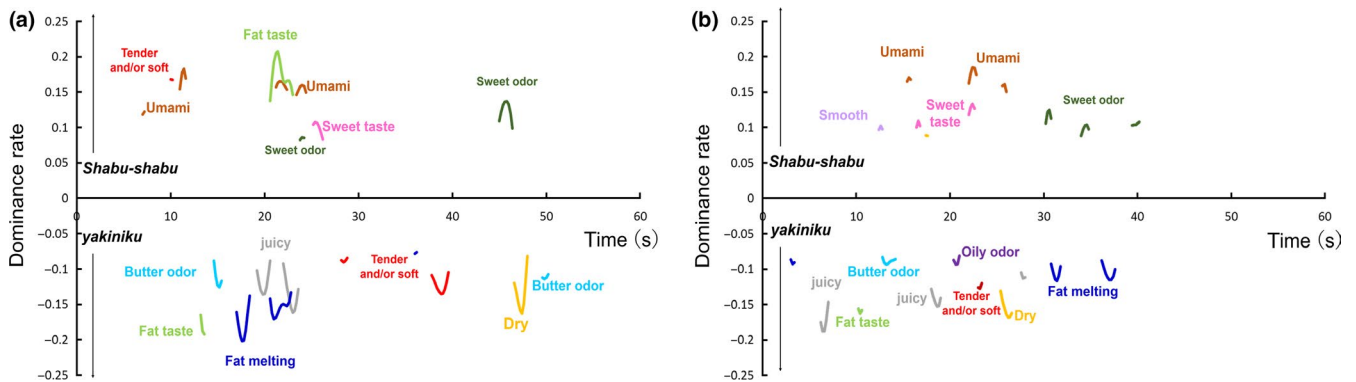 (a)
Dominance rate
0.25
0.2
0.15
0.1
0.05
0
−0.05
−0.1
−0.15
−0.2
−0.25
0 10 20 30 40 50 60
Time (s)
Shabu-shabu
yakiniku
Tender
and/or soft
Umami
Fat taste
Umami
Sweet taste
Sweet odor
Sweet odor
Butter odor
juicy
Tender
and/or soft
Butter odor
Fat taste
Fat melting
Dry
(b)
Dominance rate
0.25
0.2
0.15
0.1
0.05
0
−0.05
−0.1
−0.15
−0.2
−0.25
0 10 20 30 40 50 60
Time (s)
Shabu-shabu
yakiniku
Umami
Umami
Smooth
Sweet
taste
Sweet odor
Butter odor
Oily odor
juicy
juicy
Tender
and/or soft
Fat melting
Fat taste
Dry